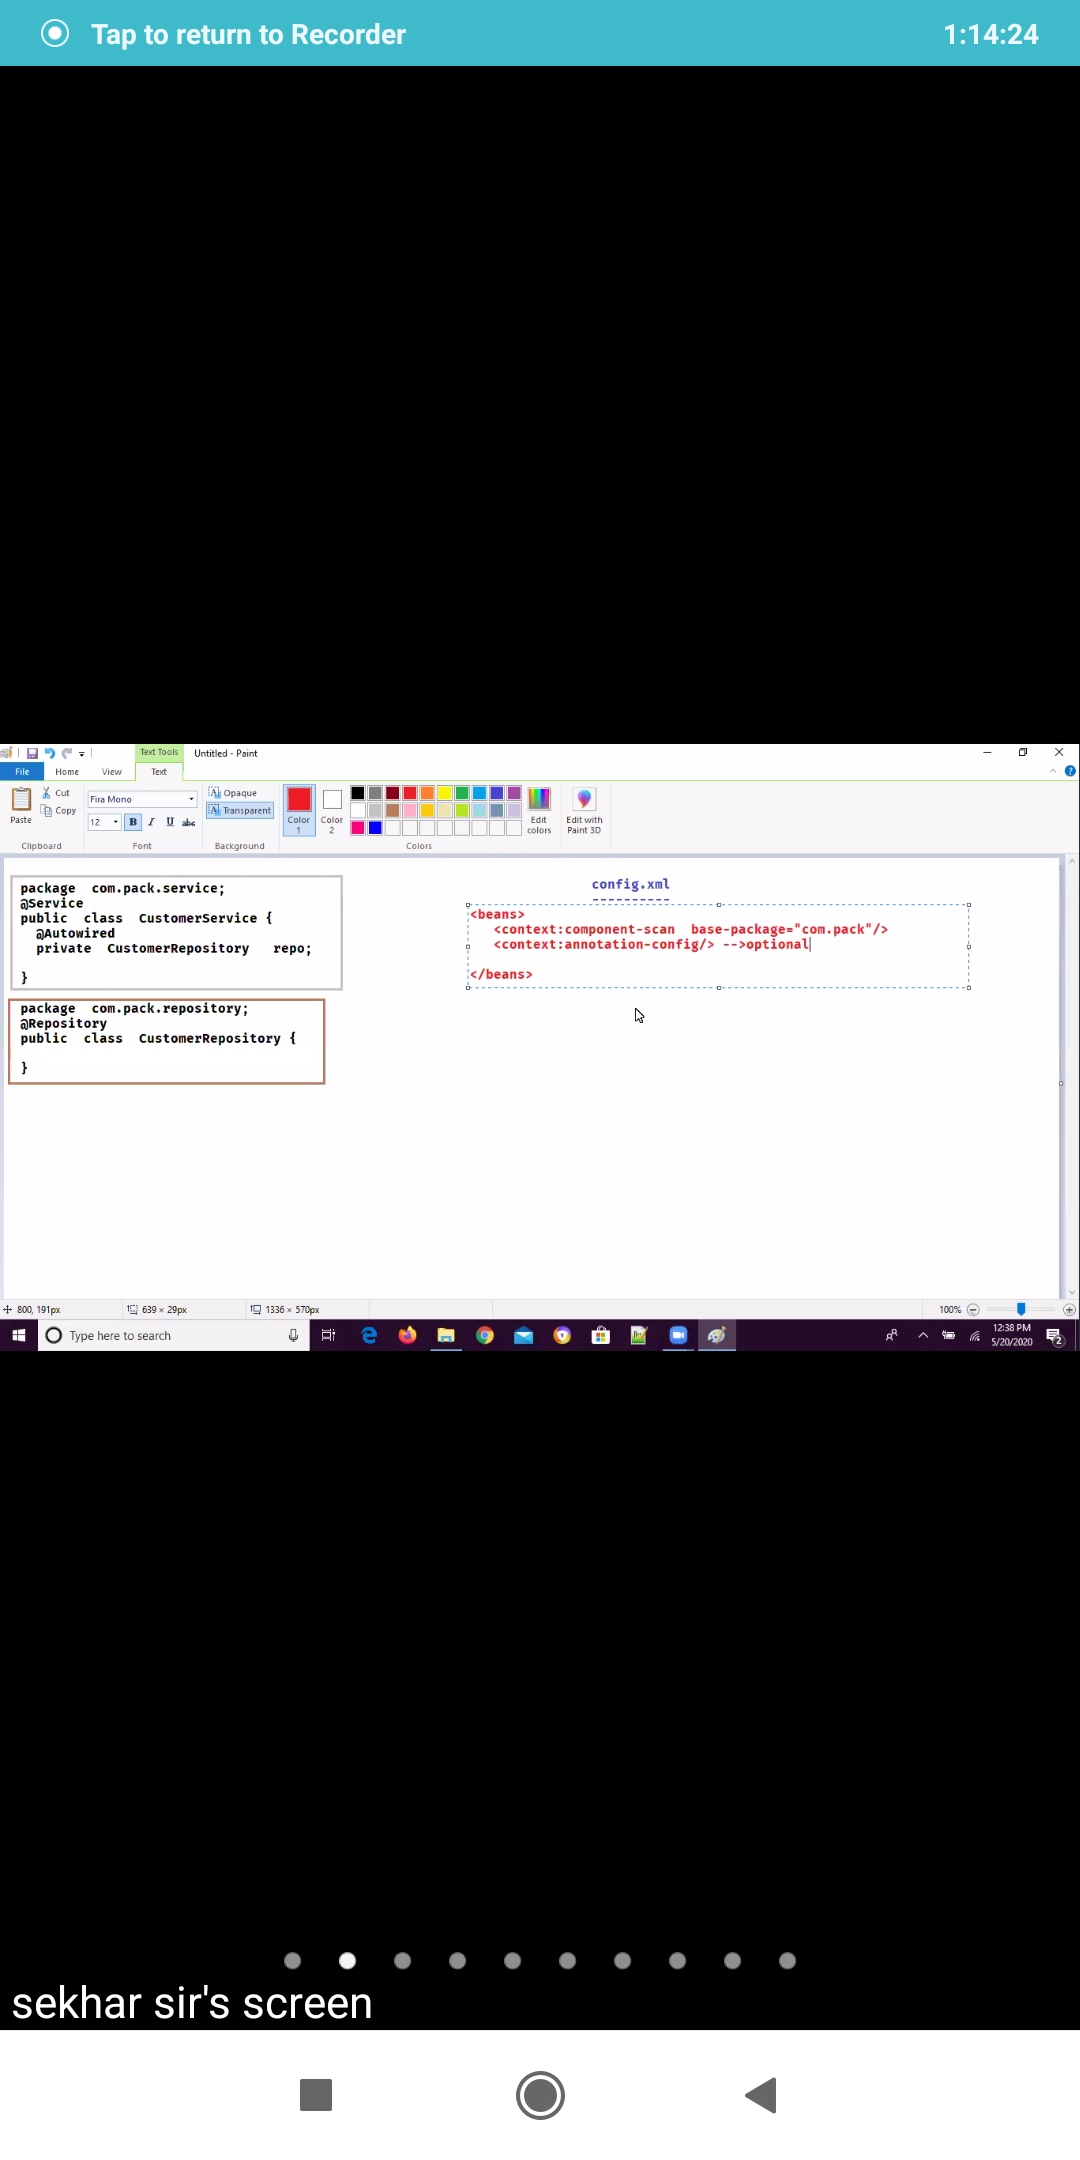 Tap to return to Recorder 1:14:24
Text Tools Untitled - Paint
File Home View Text
Paste Cut Copy
Clipboard
Fira Mono
12 B I U abc
Font
Opaque
Transparent
Background
Color 1
Color 2
Edit colors
Colors
Edit with Paint 3D
package com.pack.service;
@Service
public class CustomerService {
@Autowired
private CustomerRepository repo;
}
package com.pack.repository;
@Repository
public class CustomerRepository {
}
config.xml
----------
<beans>
<context:component-scan base-package="com.pack"/>
<context:annotation-config/> -->optional
</beans>
800, 191px 639 × 29px 1336 × 570px 100%
Type here to search
12:38 PM
5/20/2020
2
sekhar sir's screen